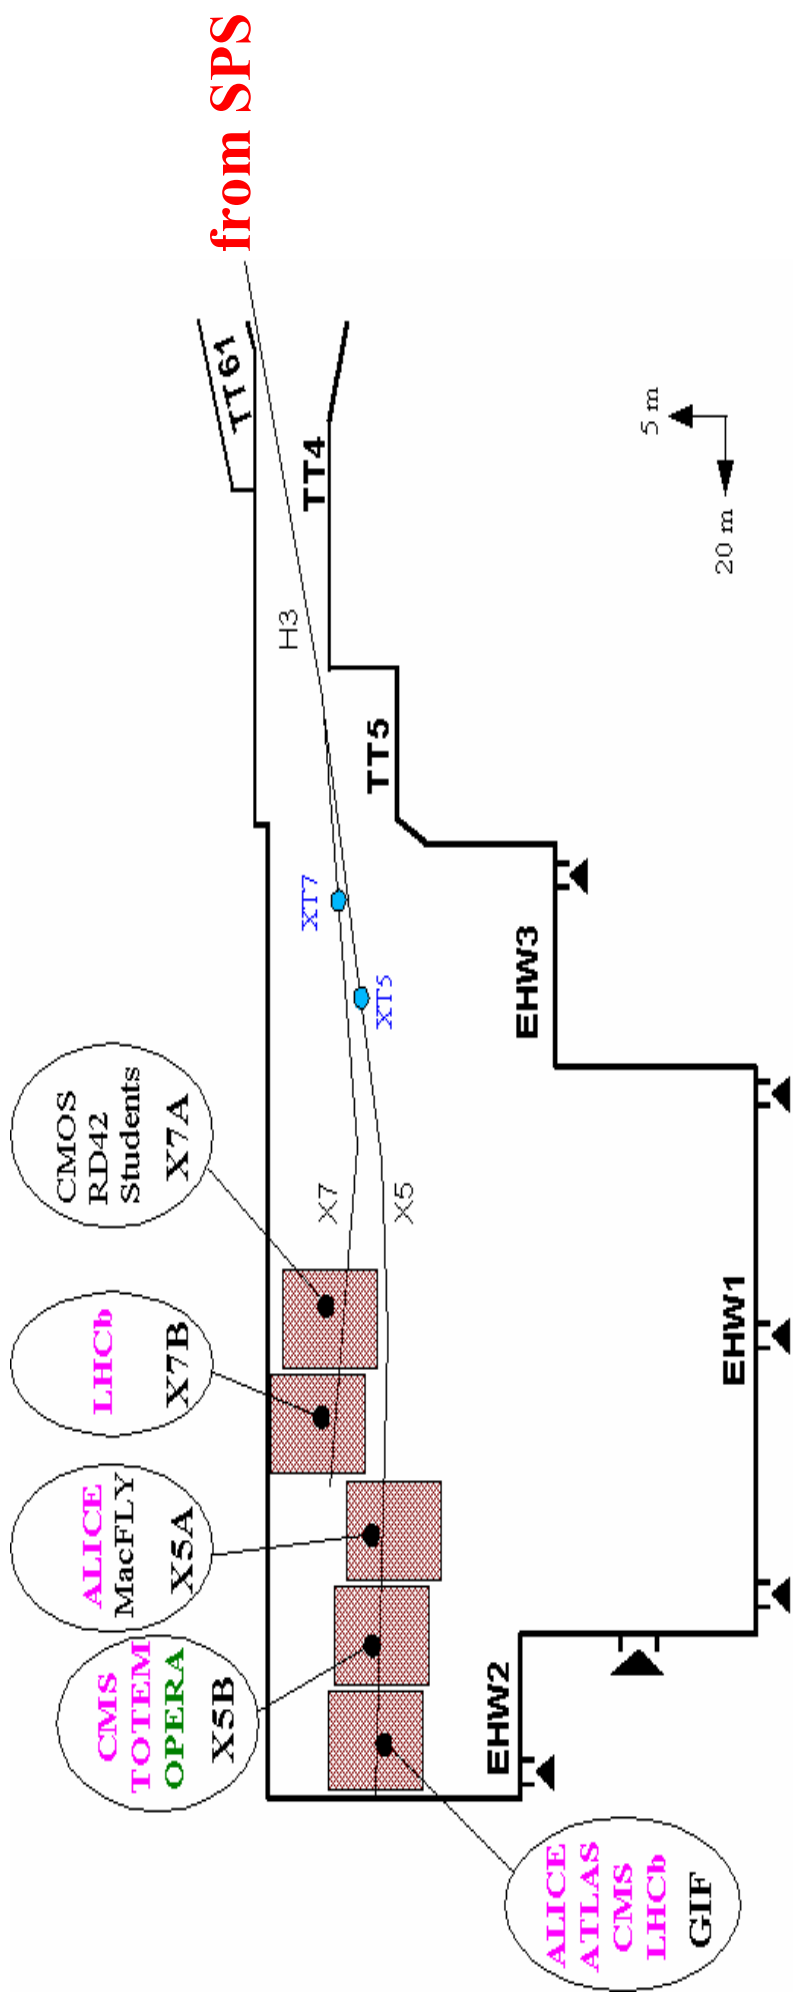 from SPS
TT61
TT4
H3
TT5
5 m
20 m
XT7
XT5
EHW3
CMOS
RD42
Students
X7A
X7
X5
LHCb
X7B
EHW1
ALICE
MacFLY
X5A
CMS
TOTEM
OPERA
X5B
EHW2
ALICE
ATLAS
CMS
LHCb
GIF